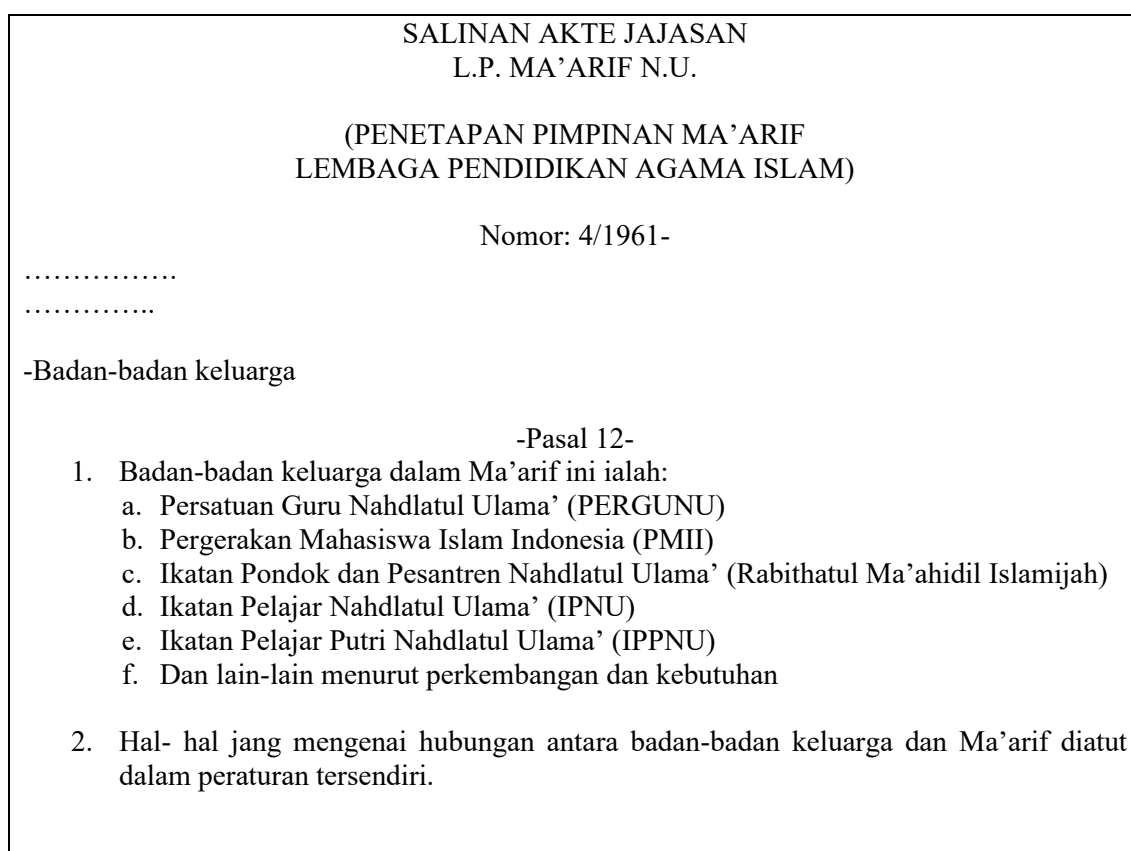 SALINAN AKTE JAJASAN
L.P. MA’ARIF N.U.
(PENETAPAN PIMPINAN MA’ARIF
LEMBAGA PENDIDIKAN AGAMA ISLAM)
Nomor: 4/1961-
…………….
…………..
-Badan-badan keluarga
-Pasal 12-
1. Badan-badan keluarga dalam Ma’arif ini ialah:
a. Persatuan Guru Nahdlatul Ulama’ (PERGUNU)
b. Pergerakan Mahasiswa Islam Indonesia (PMII)
c. Ikatan Pondok dan Pesantren Nahdlatul Ulama’ (Rabithatul Ma’ahidil Islamijah)
d. Ikatan Pelajar Nahdlatul Ulama’ (IPNU)
e. Ikatan Pelajar Putri Nahdlatul Ulama’ (IPPNU)
f. Dan lain-lain menurut perkembangan dan kebutuhan
2. Hal- hal jang mengenai hubungan antara badan-badan keluarga dan Ma’arif diatut
dalam peraturan tersendiri.